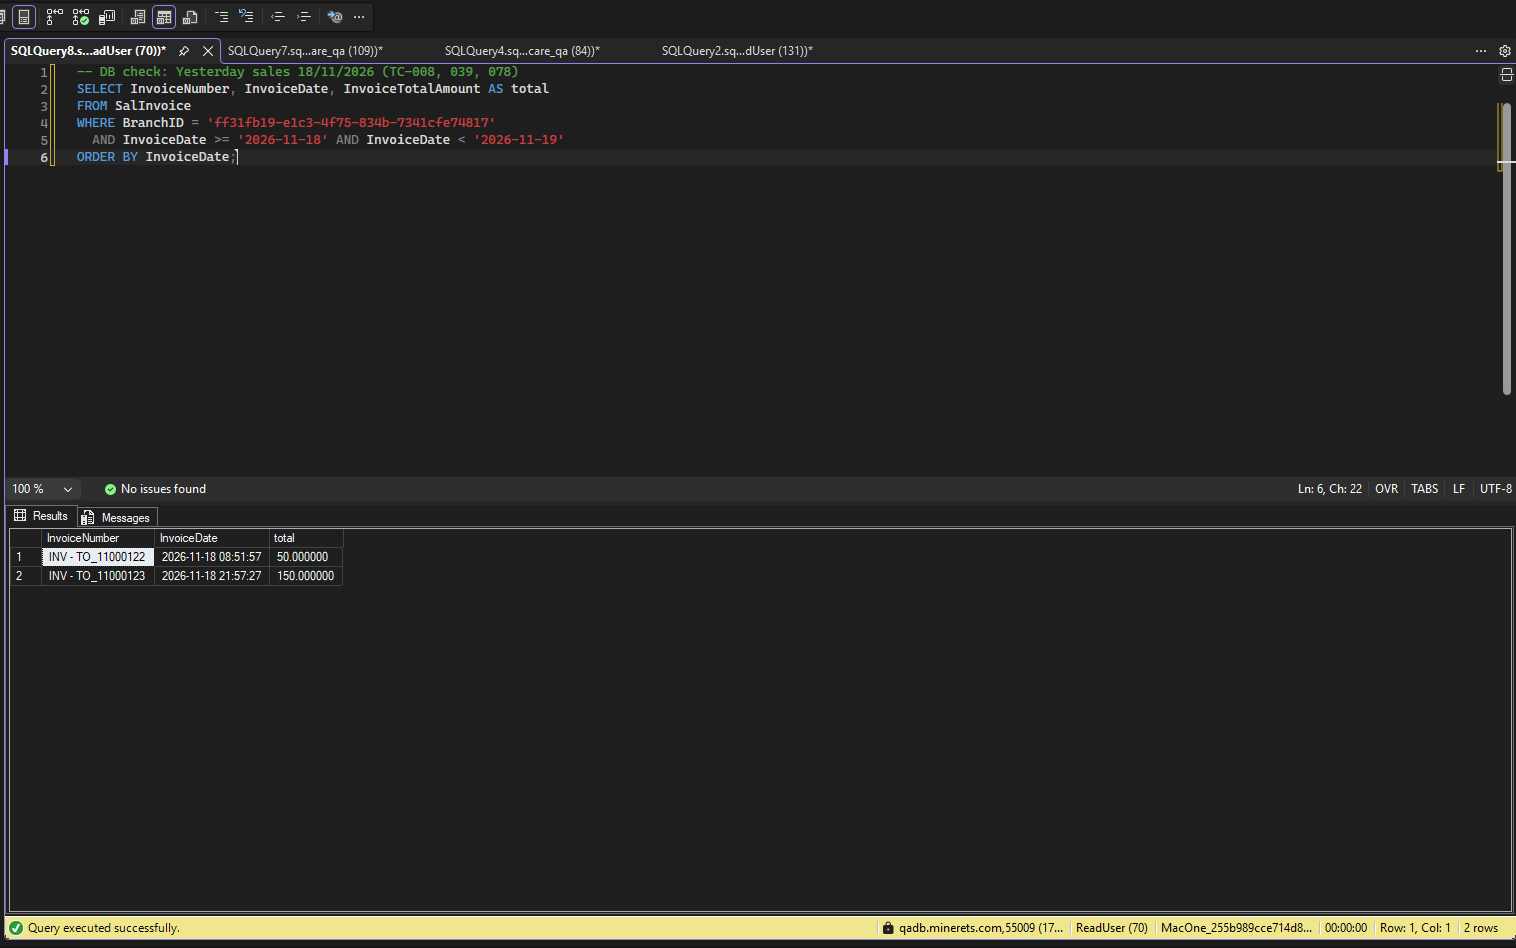 SQLQuery8.s...adUser (70))*
SQLQuery7.sq...are_qa (109))*
SQLQuery4.sq...care_qa (84))*
SQLQuery2.sq...dUser (131))*
1 -- DB check: Yesterday sales 18/11/2026 (TC-008, 039, 078)
2 SELECT InvoiceNumber, InvoiceDate, InvoiceTotalAmount AS total
3 FROM SalInvoice
4 WHERE BranchID = 'ff31fb19-e1c3-4f75-834b-7341cfe74817'
5 AND InvoiceDate >= '2026-11-18' AND InvoiceDate < '2026-11-19'
6 ORDER BY InvoiceDate;
100 % No issues found Ln: 6, Ch: 22 OVR TABS LF UTF-8
Results Messages
InvoiceNumber InvoiceDate total
1 INV - TO_11000122 2026-11-18 08:51:57 50.000000
2 INV - TO_11000123 2026-11-18 21:57:27 150.000000
Query executed successfully. qadb.minerets.com,55009 (17... ReadUser (70) MacOne_255b989cce714d8... 00:00:00 Row: 1, Col: 1 2 rows